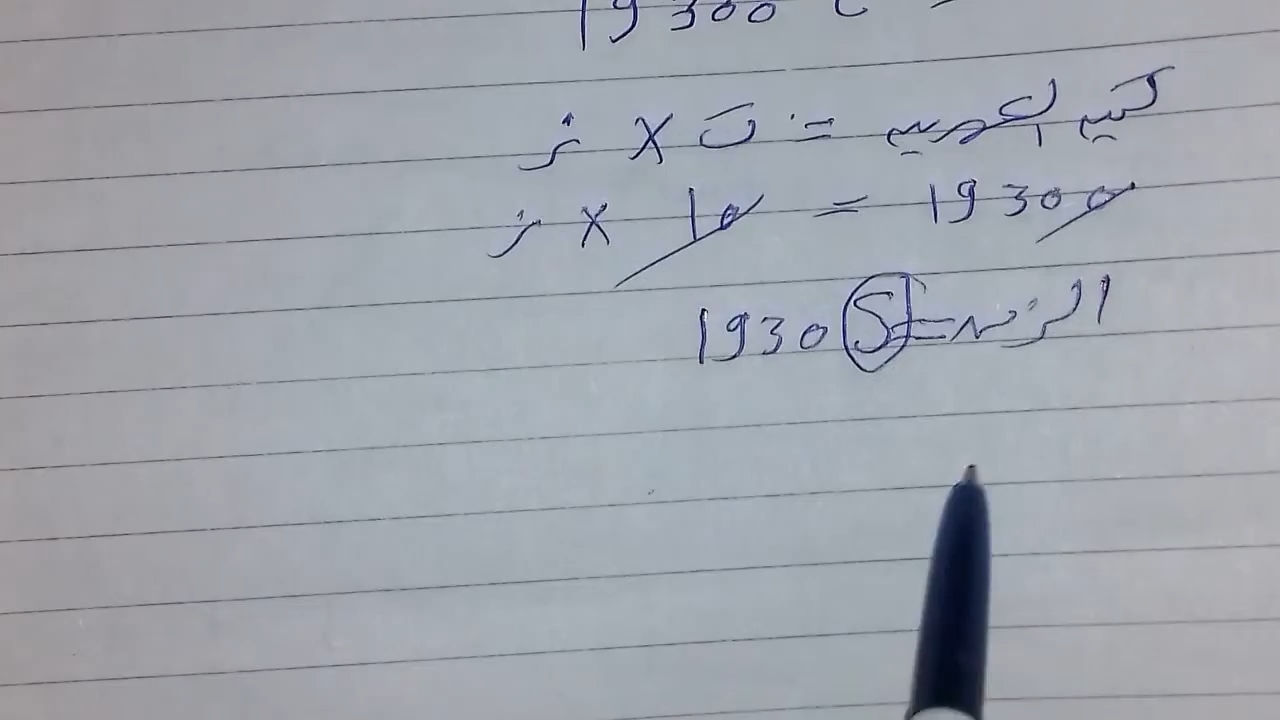 19300 C =
كمية الكهربية = ت × ز
19300 = 10 × ز
الزمن = 1930 S